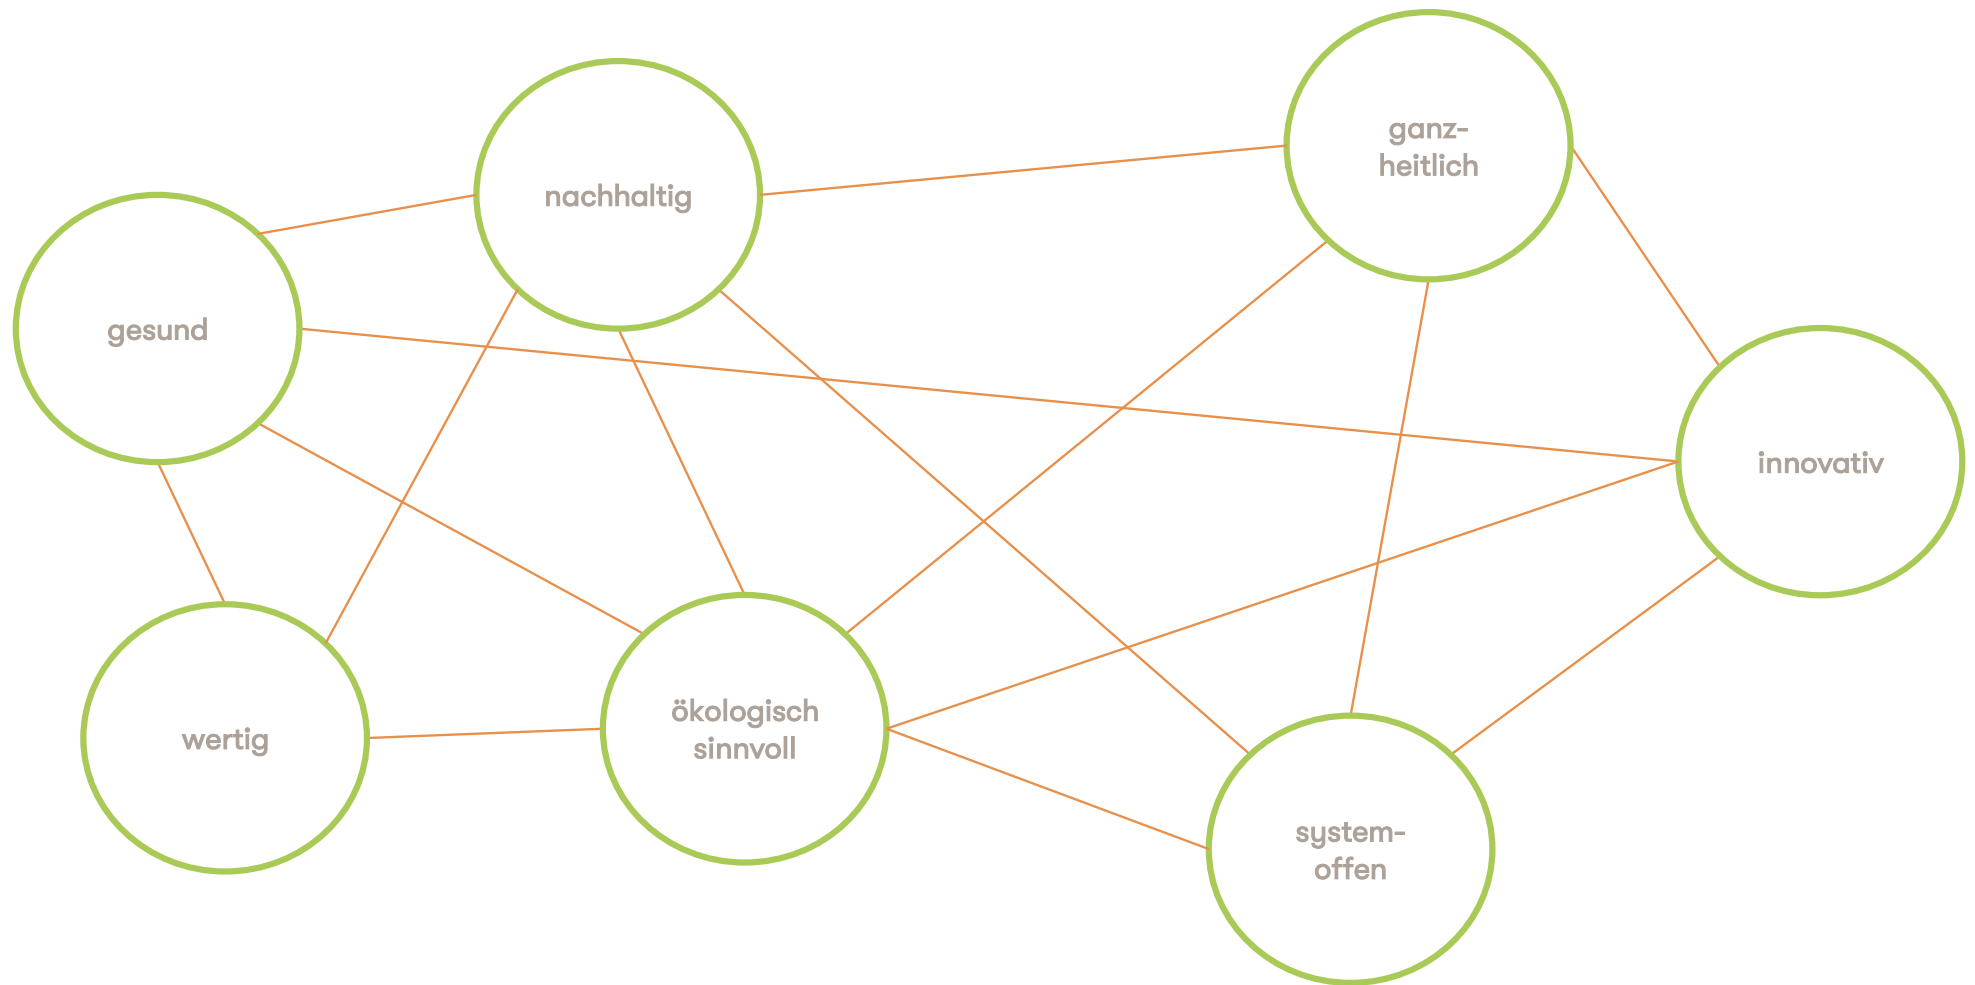 ganz-
heitlich
nachhaltig
gesund
innovativ
ökologisch
sinnvoll
wertig
system-
offen